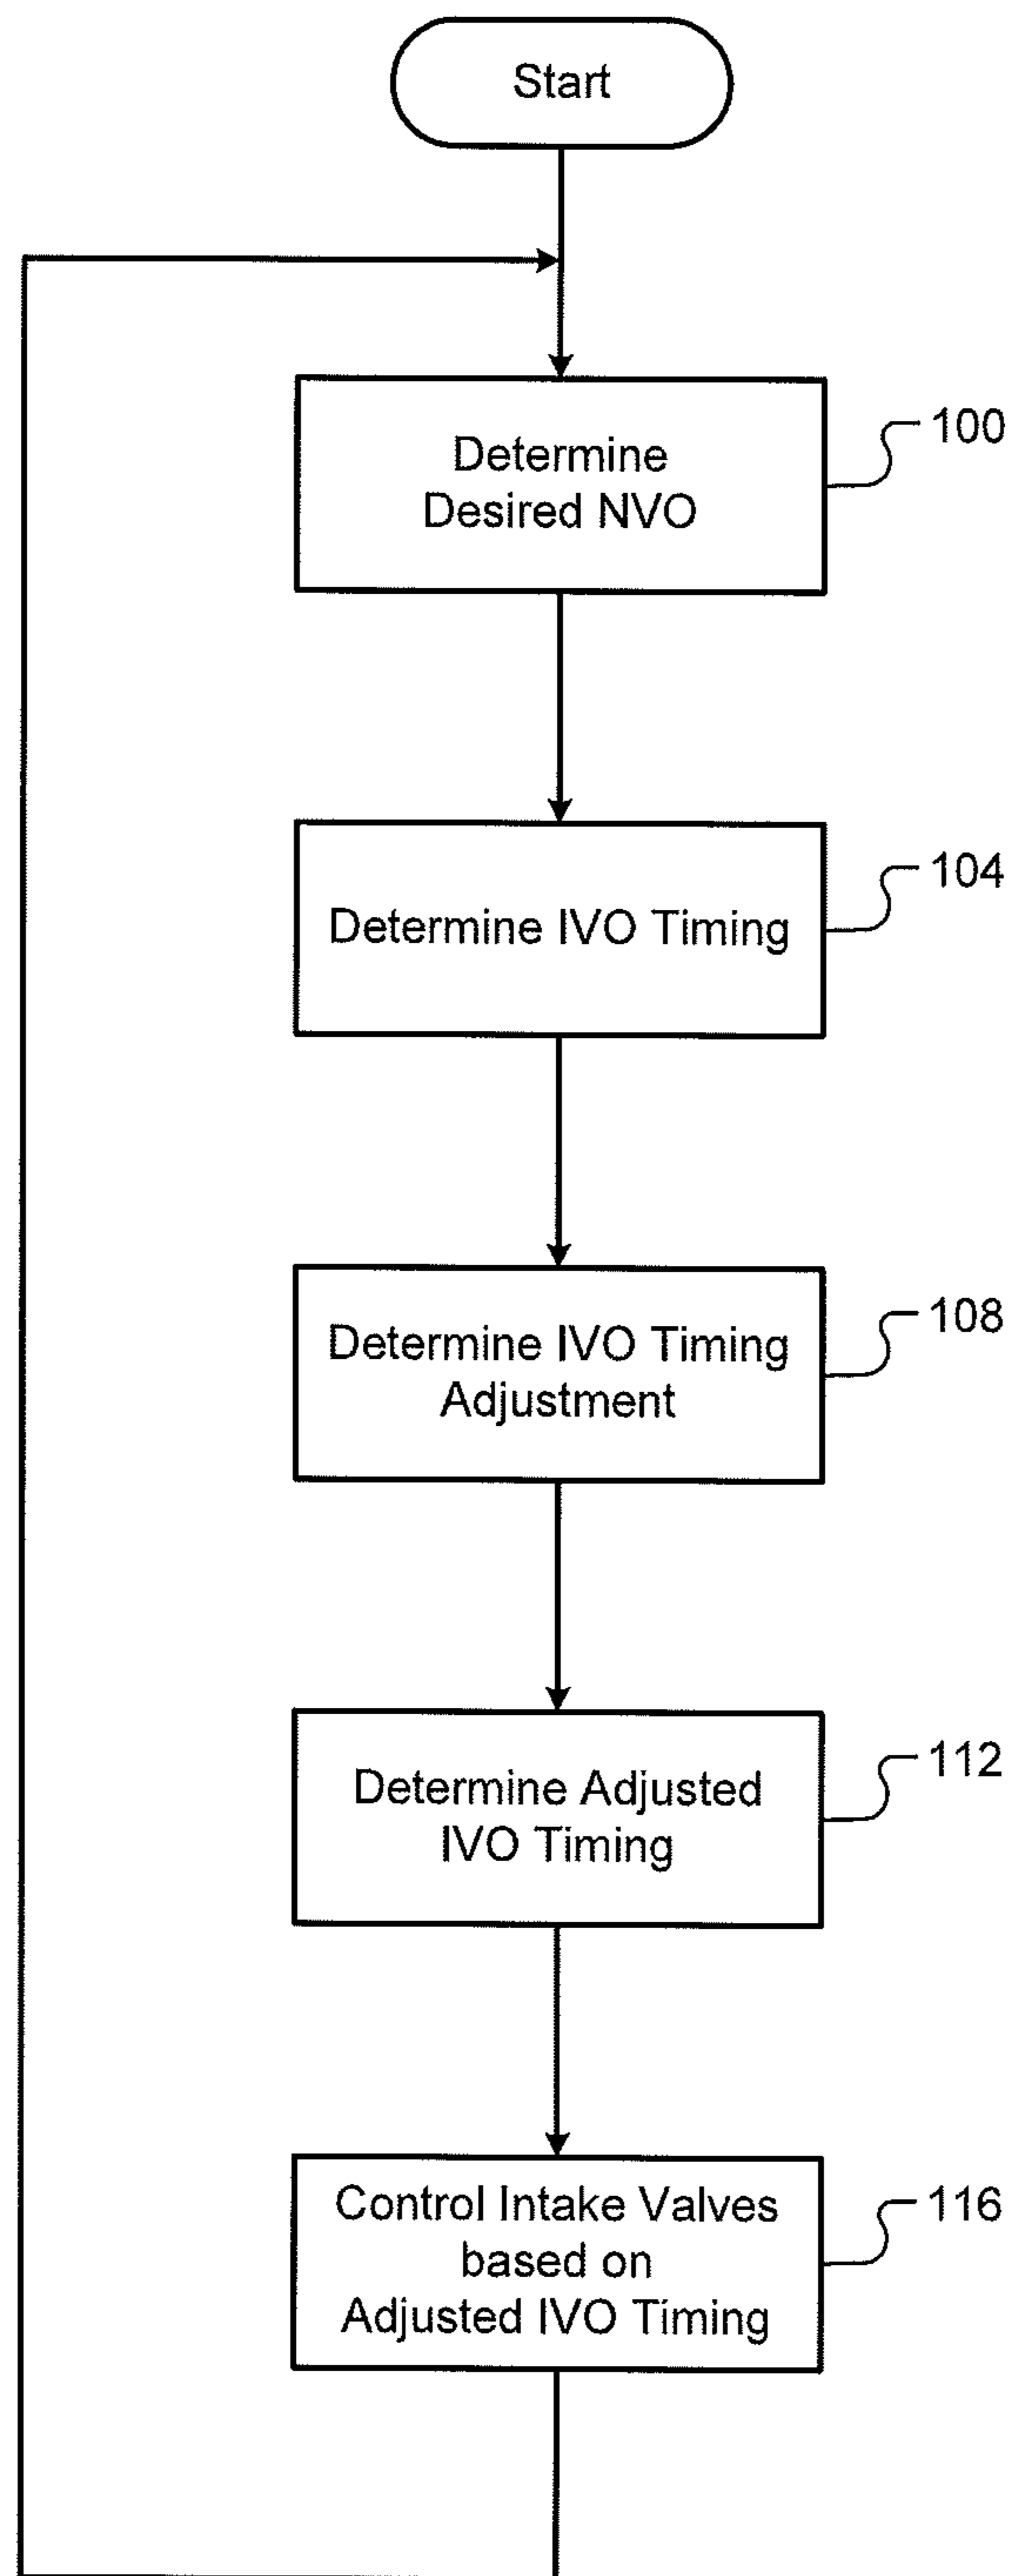 Start
Determine
Desired NVO
100
Determine IVO Timing
104
Determine IVO Timing
Adjustment
108
Determine Adjusted
IVO Timing
112
Control Intake Valves
based on
Adjusted IVO Timing
116